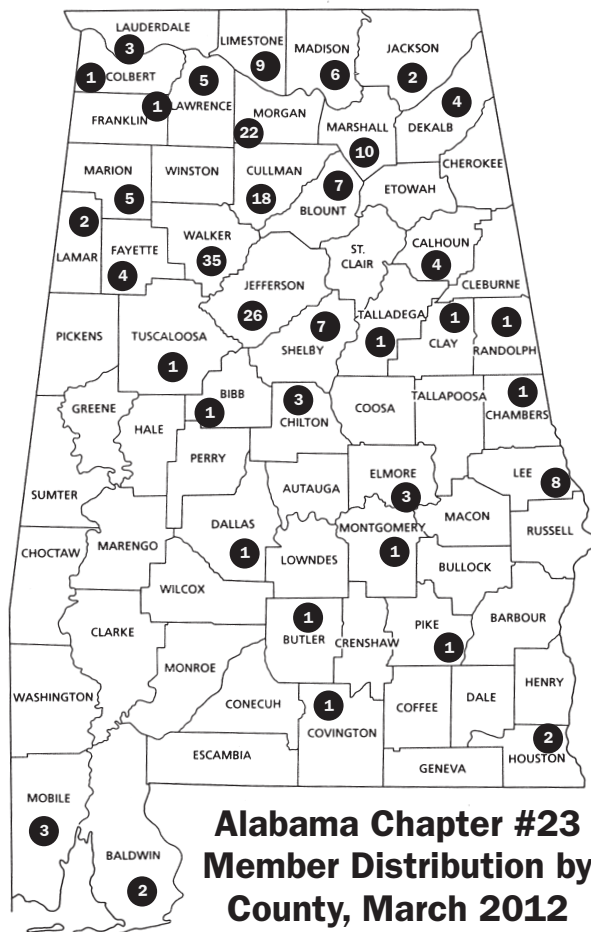 LAUDERDALE
3
LIMESTONE
9
MADISON
6
JACKSON
2
1
COLBERT
5
LAWRENCE
1
FRANKLIN
MORGAN
22
MARSHALL
10
4
DEKALB
CHEROKEE
MARION
5
WINSTON
CULLMAN
18
7
BLOUNT
ETOWAH
2
LAMAR
FAYETTE
4
WALKER
35
JEFFERSON
26
ST.
CLAIR
CALHOUN
4
CLEBURNE
PICKENS
TUSCALOOSA
1
7
SHELBY
TALLADEGA
1
1
CLAY
1
RANDOLPH
GREENE
HALE
BIBB
1
3
CHILTON
COOSA
TALLAPOOSA
1
CHAMBERS
PERRY
SUMTER
AUTAUGA
ELMORE
3
LEE
8
DALLAS
1
MONTGOMERY
1
MACON
RUSSELL
CHOCTAW
MARENGO
LOWNDES
BULLOCK
WILCOX
CLARKE
1
BUTLER
CRENSHAW
PIKE
1
BARBOUR
MONROE
WASHINGTON
CONECUH
1
COVINGTON
COFFEE
DALE
HENRY
2
HOUSTON
ESCAMBIA
GENEVA
MOBILE
3
BALDWIN
2
Alabama Chapter #23
Member Distribution by
County, March 2012